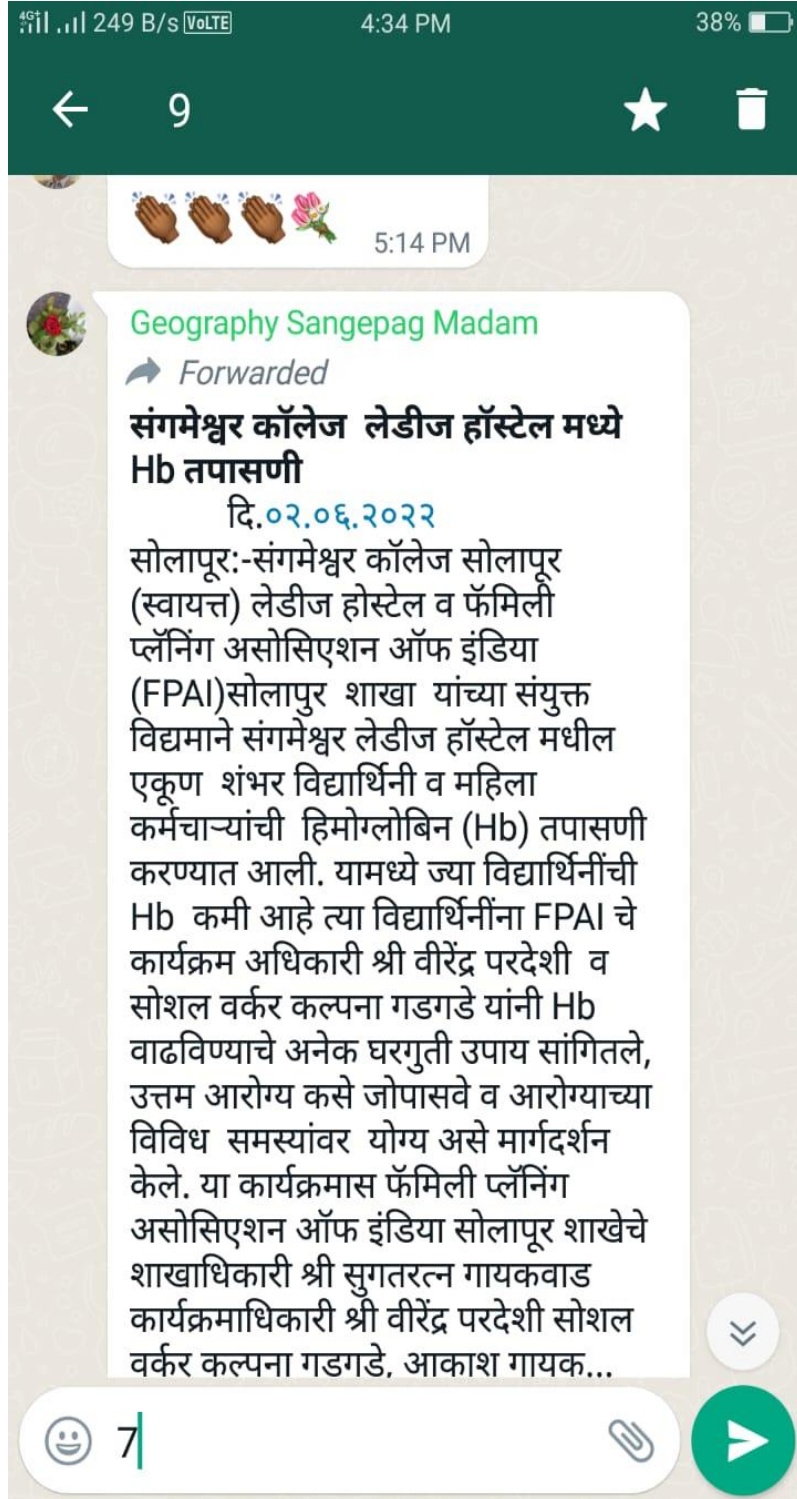 249 B/s VoLTE 4:34 PM 38%
9
5:14 PM
Geography Sangepag Madam
Forwarded
संगमेश्वर कॉलेज लेडीज हॉस्टेल मध्ये
Hb तपासणी
दि.०२.०६.२०२२
सोलापूर:-संगमेश्वर कॉलेज सोलापूर
(स्वायत्त) लेडीज होस्टेल व फॅमिली
प्लॅनिंग असोसिएशन ऑफ इंडिया
(FPAI)सोलापुर शाखा यांच्या संयुक्त
विद्यमाने संगमेश्वर लेडीज हॉस्टेल मधील
एकूण शंभर विद्यार्थिनी व महिला
कर्मचाऱ्यांची हिमोग्लोबिन (Hb) तपासणी
करण्यात आली. यामध्ये ज्या विद्यार्थिनींची
Hb कमी आहे त्या विद्यार्थिनींना FPAI चे
कार्यक्रम अधिकारी श्री वीरेंद्र परदेशी व
सोशल वर्कर कल्पना गडगडे यांनी Hb
वाढविण्याचे अनेक घरगुती उपाय सांगितले,
उत्तम आरोग्य कसे जोपासवे व आरोग्याच्या
विविध समस्यांवर योग्य असे मार्गदर्शन
केले. या कार्यक्रमास फॅमिली प्लॅनिंग
असोसिएशन ऑफ इंडिया सोलापूर शाखेचे
शाखाधिकारी श्री सुगतरत्न गायकवाड
कार्यक्रमाधिकारी श्री वीरेंद्र परदेशी सोशल
वर्कर कल्पना गडगडे, आकाश गायक...
7